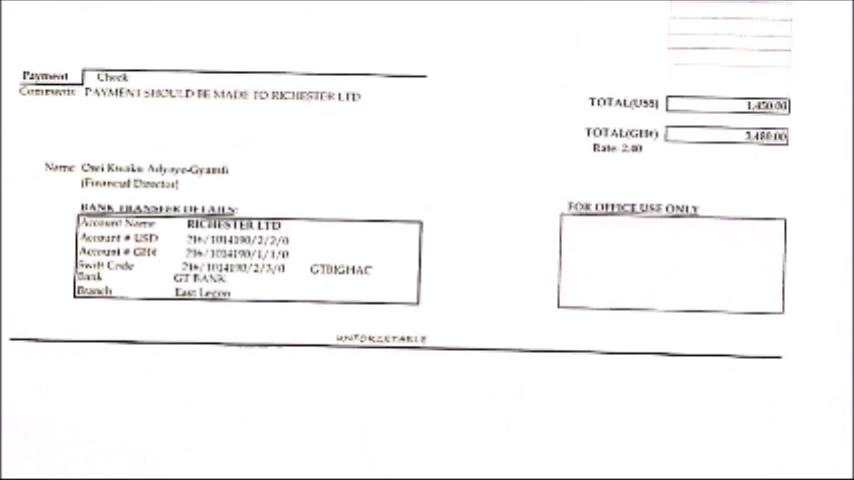 Payment Check
Comments PAYMENT SHOULD BE MADE TO RICHESTER LTD
TOTAL(US$) 1,450.00
TOTAL(GH¢) 3,480.00
Rate: 2.40
Name Osei Kwaku Adyaye-Gyamfi
(Financial Director)
BANK TRANSFER DETAILS:
Account Name RICHESTER LTD
Account # USD 216/1014190/2/2/0
Account # GH¢ 216/1014190/1/1/0
Swift Code 216/1014190/2/3/0 GTBIGHAC
Bank GT BANK
Branch East Legon
FOR OFFICE USE ONLY
UNFORGETABLE